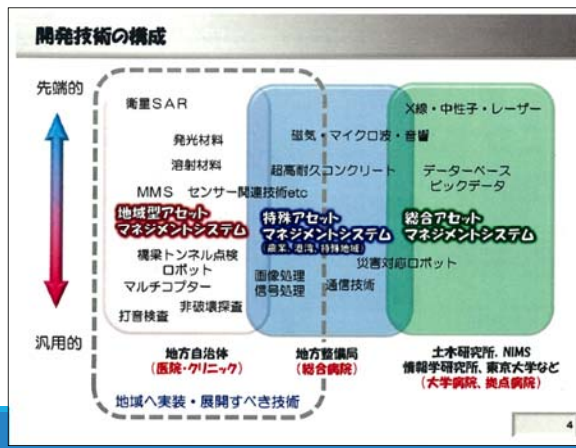 開発技術の構成
先端的
汎用的
衛星SAR
発光材料
溶射材料
MMS センサー関連技術etc
地域型アセット
マネジメントシステム
橋梁トンネル点検
ロボット
マルチコプター
非破壊探査
打音検査
磁気・マイクロ波・音響
超高耐久コンクリート
特殊アセット
マネジメントシステム
(農業、港湾、特殊地域)
画像処理
信号処理
通信技術
災害対応ロボット
X線・中性子・レーザー
データーベース
ビックデータ
総合アセット
マネジメントシステム
地方自治体
(医院・クリニック)
地方整備局
(総合病院)
土木研究所、NIMS
情報学研究所、東京大学など
(大学病院、拠点病院)
地域へ実装・展開すべき技術
4